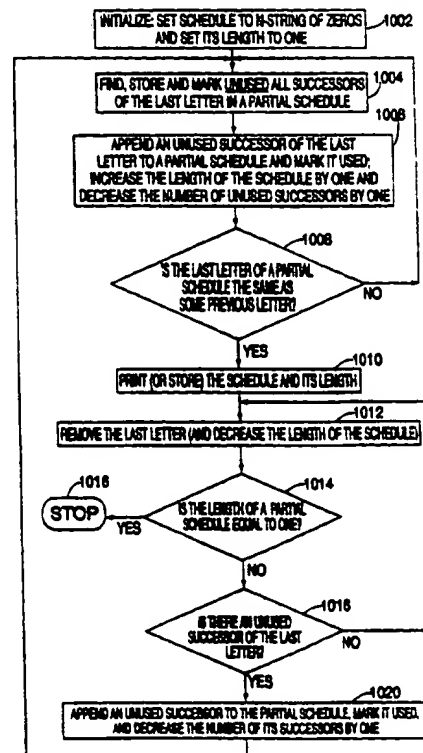 INITIALIZE: SET SCHEDULE TO N-STRING OF ZEROS
AND SET ITS LENGTH TO ONE
1002
FIND, STORE AND MARK UNUSED ALL SUCCESSORS
OF THE LAST LETTER IN A PARTIAL SCHEDULE
1004
1006
APPEND AN UNUSED SUCCESSOR OF THE LAST
LETTER TO A PARTIAL SCHEDULE AND MARK IT USED;
INCREASE THE LENGTH OF THE SCHEDULE BY ONE AND
DECREASE THE NUMBER OF UNUSED SUCCESSORS BY ONE
1008
IS THE LAST LETTER OF A PARTIAL
SCHEDULE THE SAME AS
SOME PREVIOUS LETTER?
NO
YES
1010
PRINT (OR STORE) THE SCHEDULE AND ITS LENGTH
1012
REMOVE THE LAST LETTER (AND DECREASE THE LENGTH OF THE SCHEDULE)
1014
1016
STOP
IS THE LENGTH OF A PARTIAL
SCHEDULE EQUAL TO ONE?
YES
NO
1016
IS THERE AN UNUSED
SUCCESSOR OF THE LAST
LETTER?
NO
YES
1020
APPEND AN UNUSED SUCCESSOR TO THE PARTIAL SCHEDULE, MARK IT USED,
AND DECREASE THE NUMBER OF ITS SUCCESSORS BY ONE